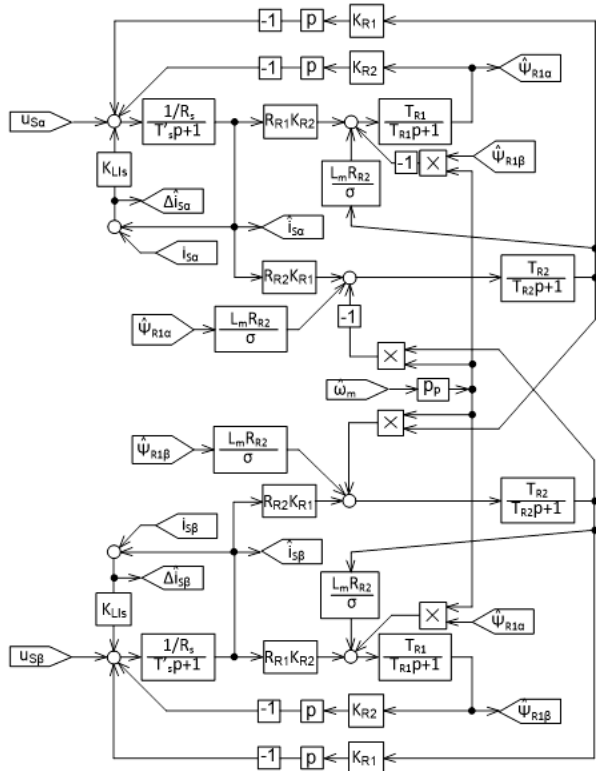 -1 p K_R1
-1 p K_R2 Ψ̂_R1α
u_Sα 1/R_s R_R1K_R2 T_R1
T'_sp+1 T_R1p+1
K_LIs L_mR_R2 -1 × Ψ̂_R1β
σ
Δî_Sα î_Sα
i_Sα
R_R2K_R1 T_R2
T_R2p+1
Ψ̂_R1α L_mR_R2 -1
σ
×
ω̂_m p_p
×
Ψ̂_R1β L_mR_R2
σ
R_R2K_R1 T_R2
T_R2p+1
i_Sβ
î_Sβ
Δî_Sβ L_mR_R2
σ
K_LIs × Ψ̂_R1α
u_Sβ 1/R_s R_R1K_R2 T_R1
T'_sp+1 T_R1p+1
-1 p K_R2 Ψ̂_R1β
-1 p K_R1